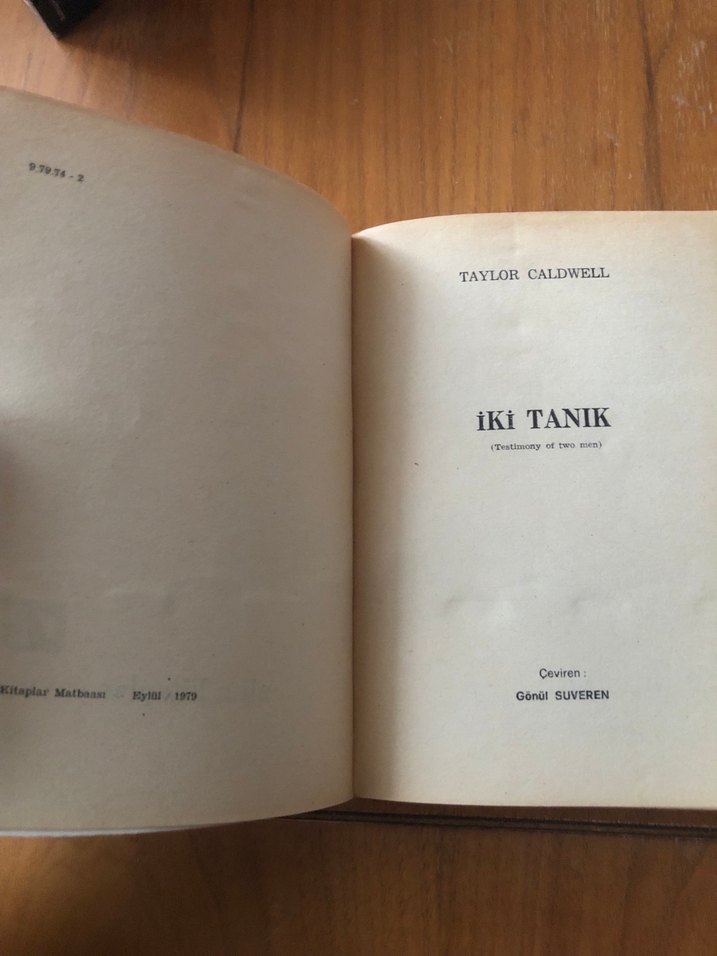 9.79.74 - 2
Kitaplar Matbaası — Eylül / 1979
TAYLOR CALDWELL
İKİ TANIK
(Testimony of two men)
Çeviren :
Gönül SUVEREN